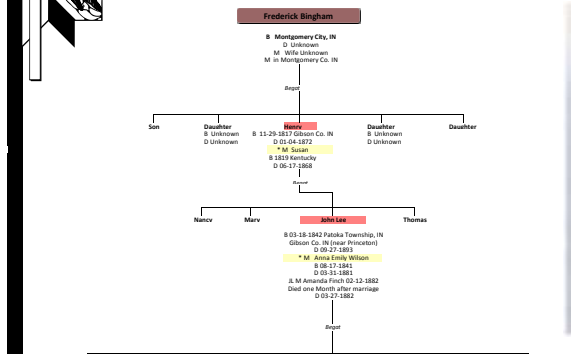 Frederick Bingham
B Montgomery City, IN
D Unknown
M Wife Unknown
M in Montgomery Co. IN
Begat
Son Daughter Henry Daughter Daughter
B Unknown B 11-29-1817 Gibson Co. IN B Unknown
D Unknown D 01-04-1872 D Unknown
* M Susan
B 1819 Kentucky
D 06-17-1868
Begat
Nancy Mary John Lee Thomas
B 03-18-1842 Patoka Township, IN
Gibson Co. IN (near Princeton)
D 09-27-1893
* M Anna Emily Wilson
B 08-17-1841
D 03-31-1881
JL M Amanda Finch 02-12-1882
Died one Month after marriage
D 03-27-1882
Begat